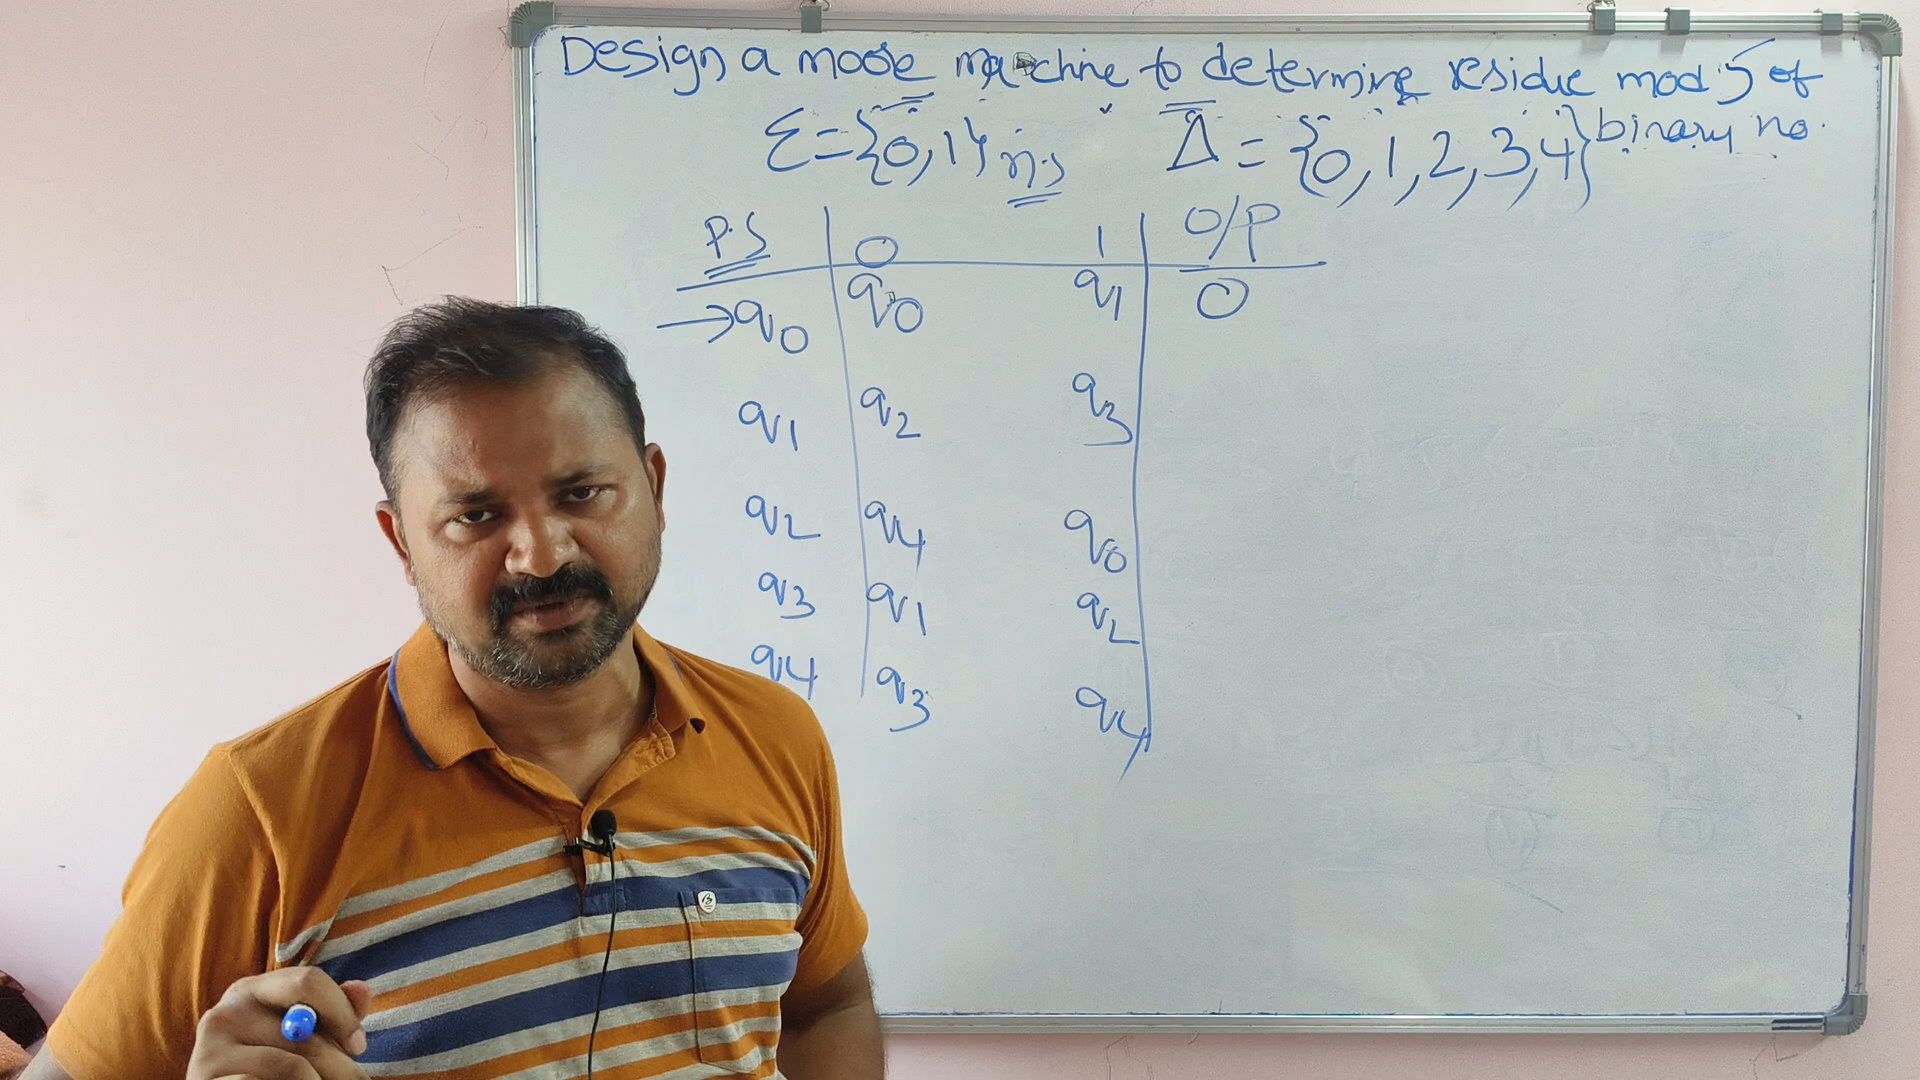 Design a moore machine to determine residue mod 5 of
binary no.
Σ = {0,1} n.s Δ = {0,1,2,3,4}
P.S 0 1 O/P
→q0 q0 q1 0
q1 q2 q3
q2 q4 q0
q3 q1 q2
q4 q3 q4